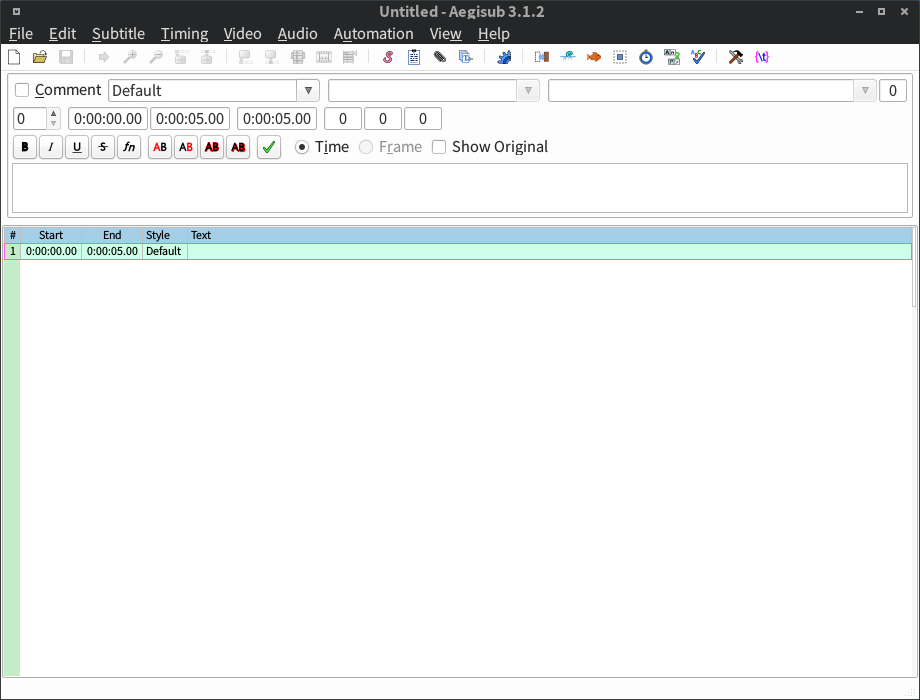 Untitled - Aegisub 3.1.2
File Edit Subtitle Timing Video Audio Automation View Help
Comment Default 0
0 0:00:00.00 0:00:05.00 0:00:05.00 0 0 0
B I U S fn AB AB AB AB Time Frame Show Original
# Start End Style Text
1 0:00:00.00 0:00:05.00 Default